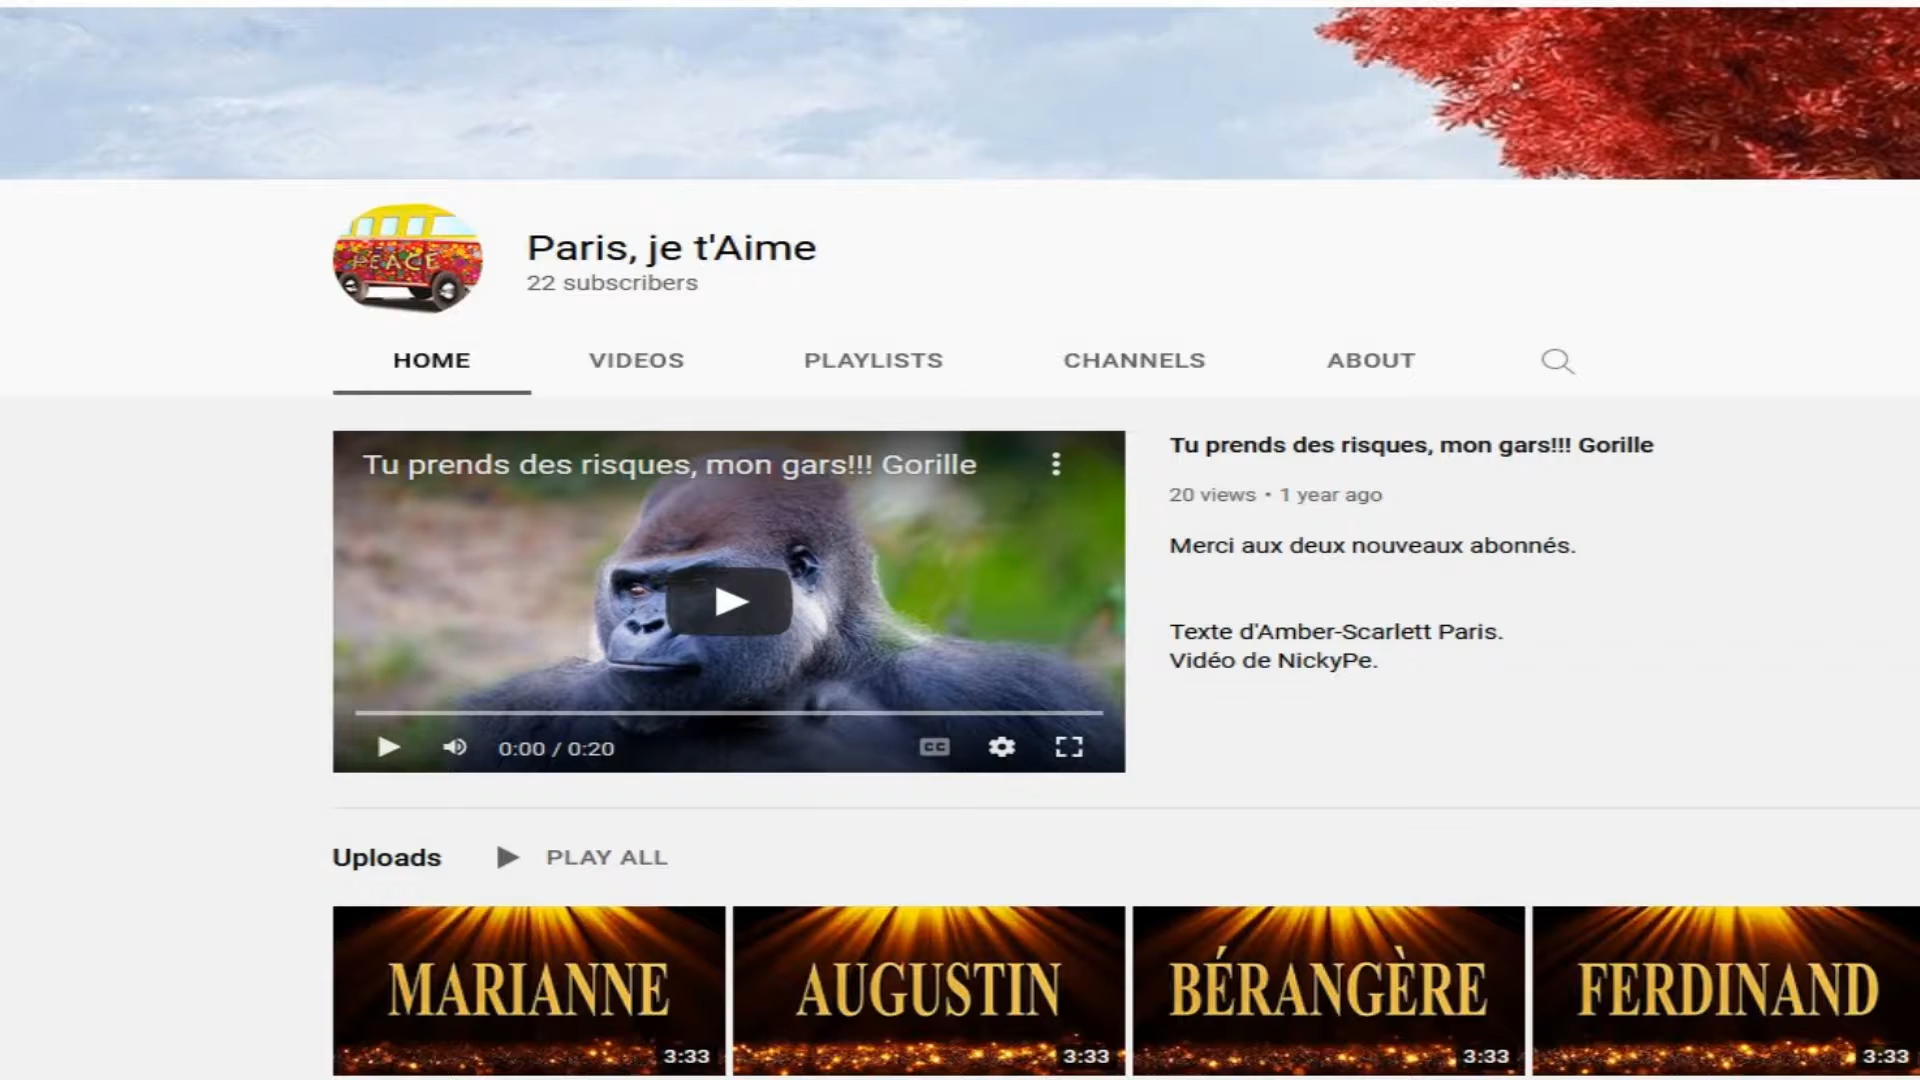 PEACE
Paris, je t'Aime
22 subscribers
HOME
VIDEOS
PLAYLISTS
CHANNELS
ABOUT
Tu prends des risques, mon gars!!! Gorille
0:00 / 0:20
CC
Tu prends des risques, mon gars!!! Gorille
20 views • 1 year ago
Merci aux deux nouveaux abonnés.
Texte d'Amber-Scarlett Paris.
Vidéo de NickyPe.
Uploads
PLAY ALL
MARIANNE
3:33
AUGUSTIN
3:33
BÉRANGÈRE
3:33
FERDINAND
3:33